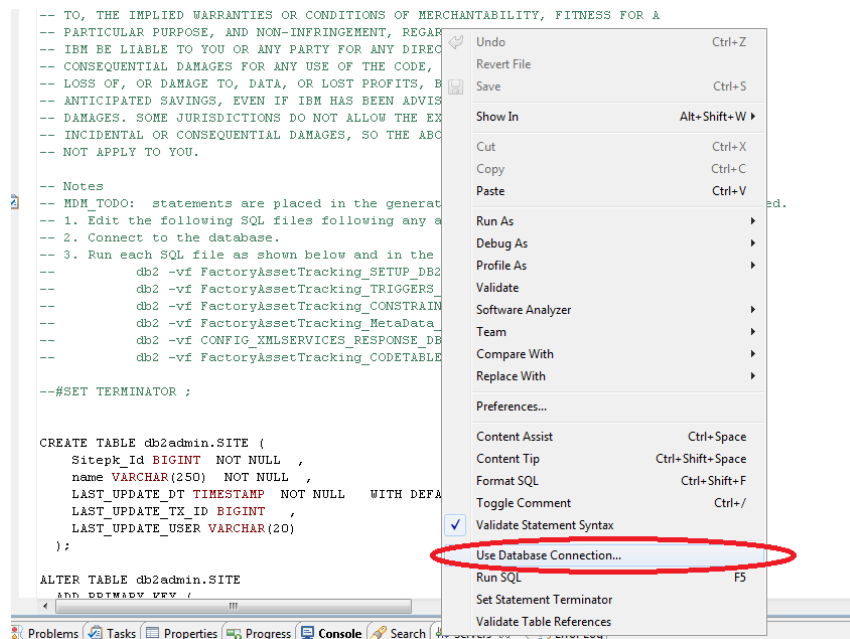 -- TO, THE IMPLIED WARRANTIES OR CONDITIONS OF MERCHANTABILITY, FITNESS FOR A
-- PARTICULAR PURPOSE, AND NON-INFRINGEMENT, REGAR
-- IBM BE LIABLE TO YOU OR ANY PARTY FOR ANY DIREC
-- CONSEQUENTIAL DAMAGES FOR ANY USE OF THE CODE,
-- LOSS OF, OR DAMAGE TO, DATA, OR LOST PROFITS, B
-- ANTICIPATED SAVINGS, EVEN IF IBM HAS BEEN ADVIS
-- DAMAGES. SOME JURISDICTIONS DO NOT ALLOW THE EX
-- INCIDENTAL OR CONSEQUENTIAL DAMAGES, SO THE ABO
-- NOT APPLY TO YOU.
-- Notes
-- MDM_TODO:  statements are placed in the generat ed.
-- 1. Edit the following SQL files following any a
-- 2. Connect to the database.
-- 3. Run each SQL file as shown below and in the
--          db2 -vf FactoryAssetTracking_SETUP_DB2
--          db2 -vf FactoryAssetTracking_TRIGGERS_
--          db2 -vf FactoryAssetTracking_CONSTRAIN
--          db2 -vf FactoryAssetTracking_MetaData_
--          db2 -vf CONFIG_XMLSERVICES_RESPONSE_DB
--          db2 -vf FactoryAssetTracking_CODETABLE
--#SET TERMINATOR ;
CREATE TABLE db2admin.SITE (
Sitepk_Id BIGINT  NOT NULL  ,
name VARCHAR(250)  NOT NULL  ,
LAST_UPDATE_DT TIMESTAMP  NOT NULL   WITH DEFA
LAST_UPDATE_TX_ID BIGINT   ,
LAST_UPDATE_USER VARCHAR(20)
);
ALTER TABLE db2admin.SITE
ADD PRIMARY KEY (
Undo Ctrl+Z
Revert File
Save Ctrl+S
Show In Alt+Shift+W
Cut Ctrl+X
Copy Ctrl+C
Paste Ctrl+V
Run As
Debug As
Profile As
Validate
Software Analyzer
Team
Compare With
Replace With
Preferences...
Content Assist Ctrl+Space
Content Tip Ctrl+Shift+Space
Format SQL Ctrl+Shift+F
Toggle Comment Ctrl+/
Validate Statement Syntax
Use Database Connection...
Run SQL F5
Set Statement Terminator
Validate Table References
Problems Tasks Properties Progress Console Search